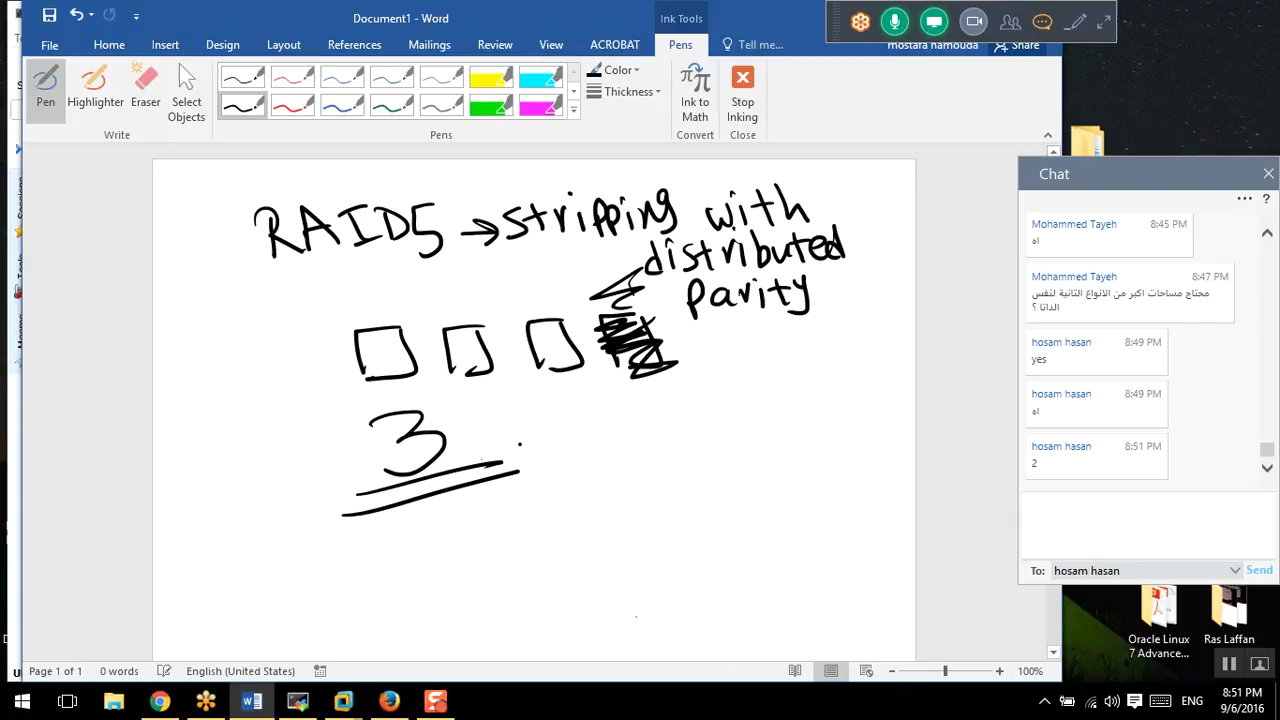 Document1 - Word
Ink Tools
File
Home
Insert
Design
Layout
References
Mailings
Review
View
ACROBAT
Pens
Tell me...
mostafa hamouda
Share
Pen
Highlighter
Eraser
Select
Objects
Write
Pens
Color
Thickness
Ink to
Math
Convert
Stop
Inking
Close
RAID5 → stripping with
distributed
parity
3
Chat
Mohammed Tayeh 8:45 PM
اه
Mohammed Tayeh 8:47 PM
محتاج مساحات اكبر من الانواع التانية لنفس
الداتا ؟
hosam hasan 8:49 PM
yes
hosam hasan 8:49 PM
اه
hosam hasan 8:51 PM
2
To: hosam hasan Send
Oracle Linux
7 Advance...
Ras Laffan
Page 1 of 1 0 words English (United States) 100%
ENG
8:51 PM
9/6/2016